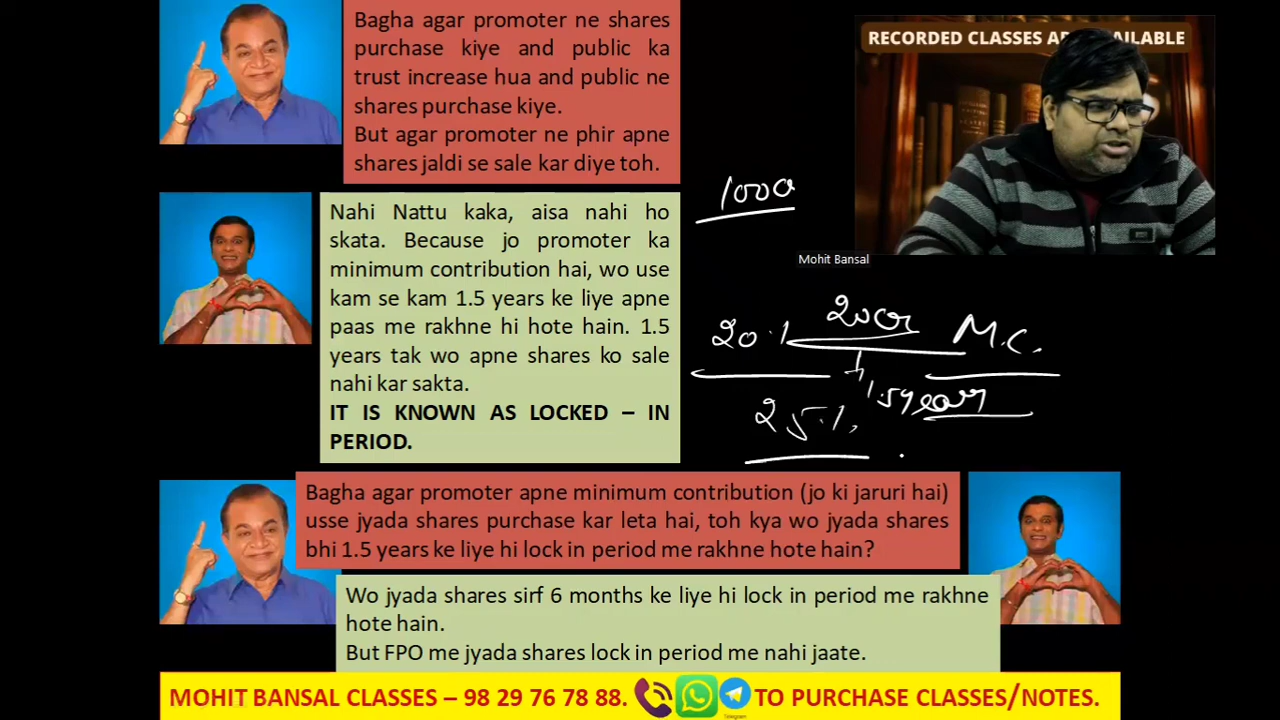 Bagha agar promoter ne shares
purchase kiye and public ka
trust increase hua and public ne
shares purchase kiye.
But agar promoter ne phir apne
shares jaldi se sale kar diye toh.
RECORDED CLASSES AVAILABLE
1000
Nahi Nattu kaka, aisa nahi ho
skata. Because jo promoter ka
minimum contribution hai, wo use
kam se kam 1.5 years ke liye apne
paas me rakhne hi hote hain. 1.5
years tak wo apne shares ko sale
nahi kar sakta.
IT IS KNOWN AS LOCKED – IN
PERIOD.
Mohit Bansal
20% 200cr M.C.
1.5year
25%.
Bagha agar promoter apne minimum contribution (jo ki jaruri hai)
usse jyada shares purchase kar leta hai, toh kya wo jyada shares
bhi 1.5 years ke liye hi lock in period me rakhne hote hain?
Wo jyada shares sirf 6 months ke liye hi lock in period me rakhne
hote hain.
But FPO me jyada shares lock in period me nahi jaate.
MOHIT BANSAL CLASSES – 98 29 76 78 88. TO PURCHASE CLASSES/NOTES.
Telegram